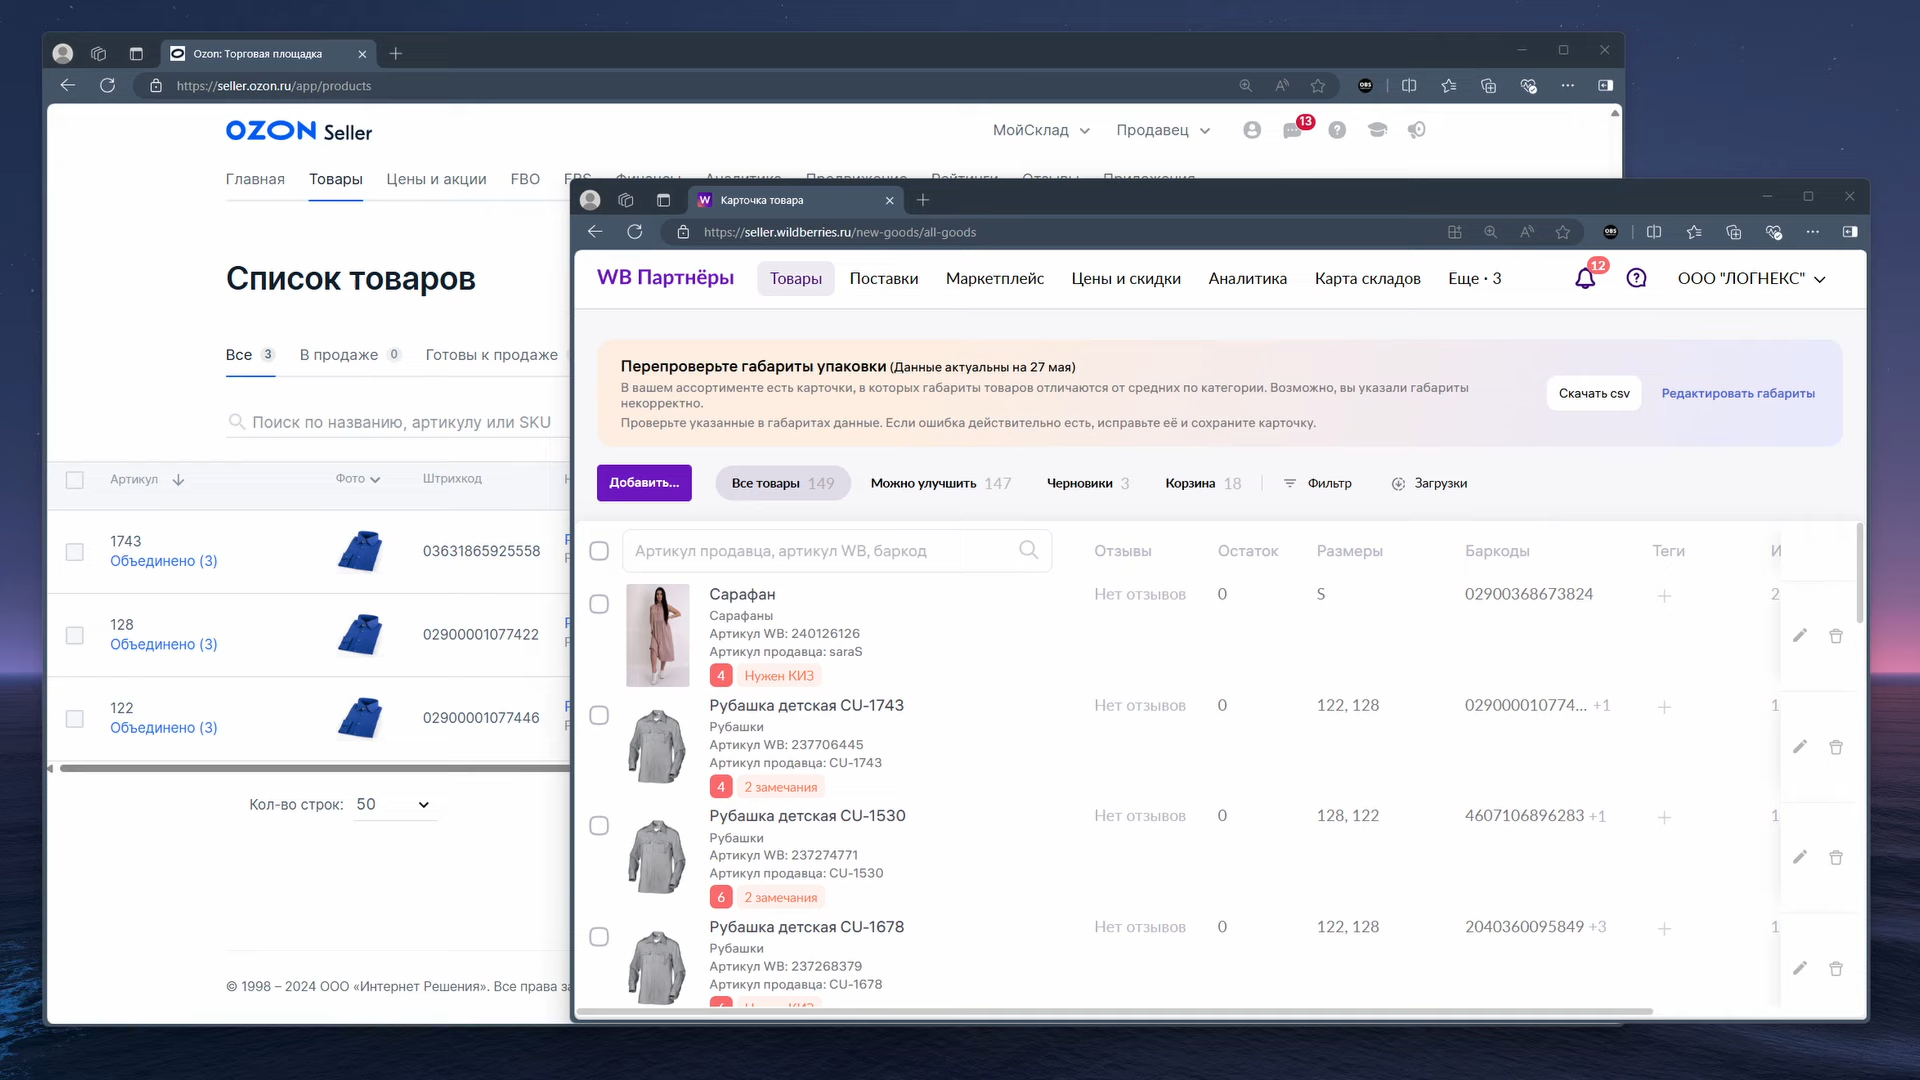 Ozon: Торговая площадка
https://seller.ozon.ru/app/products
OZON Seller
МойСклад
Продавец
13
Главная
Товары
Цены и акции
FBO
FBS
Финансы
Аналитика
Продвижение
Рейтинги
Отзывы
Приложения
Список товаров
Все 3
В продаже 0
Готовы к продаже
Поиск по названию, артикулу или SKU
Артикул
Фото
Штрихкод
1743
Объединено (3)
03631865925558
128
Объединено (3)
02900001077422
122
Объединено (3)
02900001077446
Кол-во строк: 50
© 1998 – 2024 ООО «Интернет Решения». Все права
Карточка товара
https://seller.wildberries.ru/new-goods/all-goods
OBS
WB Партнёры
Товары
Поставки
Маркетплейс
Цены и скидки
Аналитика
Карта складов
Еще · 3
12
ООО "ЛОГНЕКС"
Перепроверьте габариты упаковки (Данные актуальны на 27 мая)
В вашем ассортименте есть карточки, в которых габариты товаров отличаются от средних по категории. Возможно, вы указали габариты
некорректно.
Проверьте указанные в габаритах данные. Если ошибка действительно есть, исправьте её и сохраните карточку.
Скачать csv
Редактировать габариты
Добавить...
Все товары 149
Можно улучшить 147
Черновики 3
Корзина 18
Фильтр
Загрузки
Артикул продавца, артикул WB, баркод
Отзывы
Остаток
Размеры
Баркоды
Теги
Сарафан
Сарафаны
Артикул WB: 240126126
Артикул продавца: saraS
4 Нужен КИЗ
Нет отзывов
0
S
02900368673824
Рубашка детская CU-1743
Рубашки
Артикул WB: 237706445
Артикул продавца: CU-1743
4 2 замечания
Нет отзывов
0
122, 128
029000010774... +1
Рубашка детская CU-1530
Рубашки
Артикул WB: 237274771
Артикул продавца: CU-1530
6 2 замечания
Нет отзывов
0
128, 122
4607106896283 +1
Рубашка детская CU-1678
Рубашки
Артикул WB: 237268379
Артикул продавца: CU-1678
Нужен КИЗ
Нет отзывов
0
122, 128
2040360095849 +3